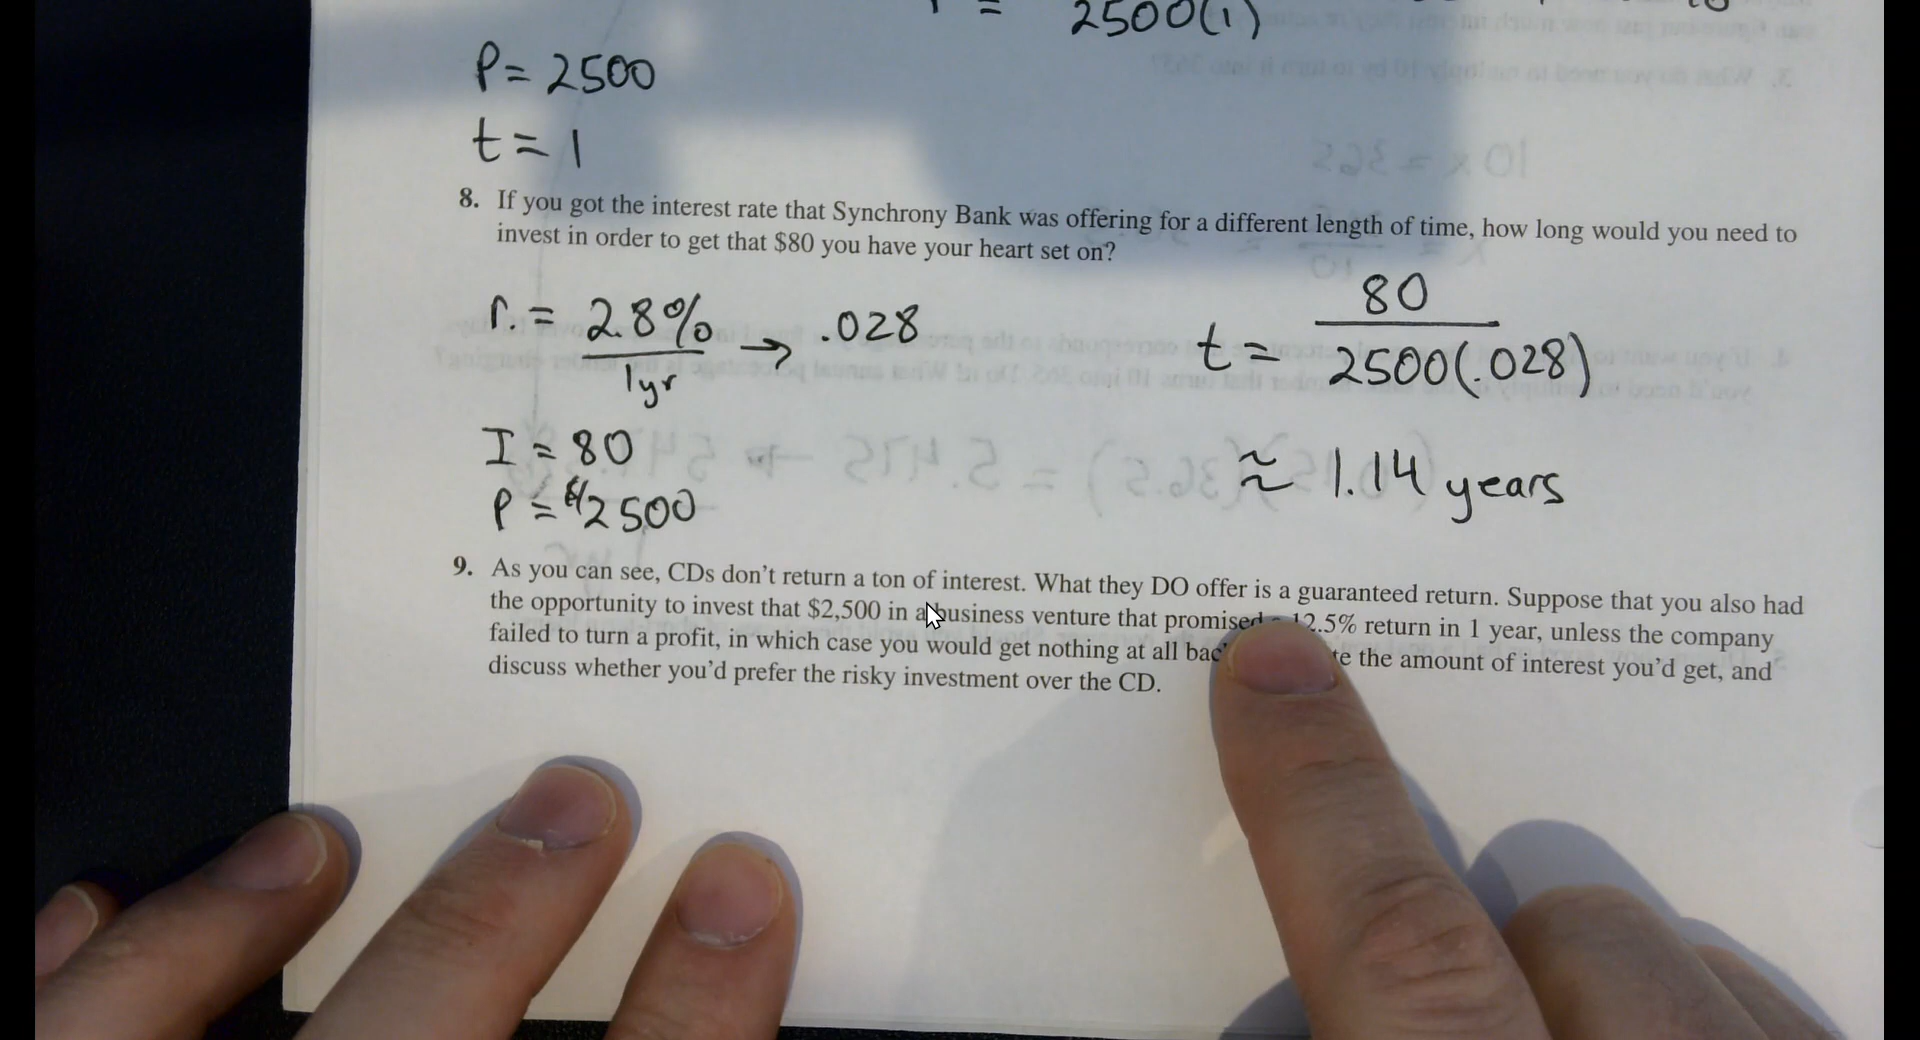 2500(1)
P = 2500
t = 1
8. If you got the interest rate that Synchrony Bank was offering for a different length of time, how long would you need to
invest in order to get that $80 you have your heart set on?
r. = 2.8% / 1yr → .028
t = 80 / 2500(.028)
I = 80
P = 2500
≈ 1.14 years
9. As you can see, CDs don't return a ton of interest. What they DO offer is a guaranteed return. Suppose that you also had
the opportunity to invest that $2,500 in a business venture that promised 12.5% return in 1 year, unless the company
failed to turn a profit, in which case you would get nothing at all the amount of interest you'd get, and
discuss whether you'd prefer the risky investment over the CD.